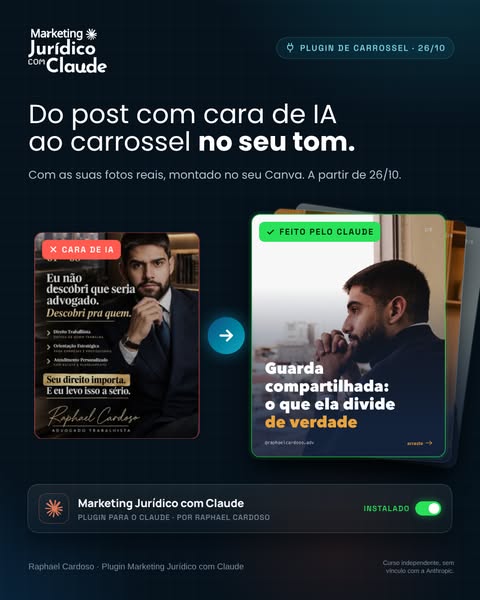 Marketing
Jurídico
com Claude
PLUGIN DE CARROSSEL · 26/10
Do post com cara de IA
ao carrossel no seu tom.
Com as suas fotos reais, montado no seu Canva. A partir de 26/10.
✕ CARA DE IA
Eu não
descobri que seria
advogado.
Descobri pra quem.
Direito Trabalhista
Orientação Estratégica
Atendimento Personalizado
Seu direito importa.
E eu levo isso a sério.
Raphael Cardoso
ADVOGADO TRABALHISTA
→
✓ FEITO PELO CLAUDE
Guarda
compartilhada:
o que ela divide
de verdade
@raphaelcardoso.adv
arraste →
Marketing Jurídico com Claude
PLUGIN PARA O CLAUDE · POR RAPHAEL CARDOSO
INSTALADO
Raphael Cardoso · Plugin Marketing Jurídico com Claude
Curso independente, sem
vínculo com a Anthropic.